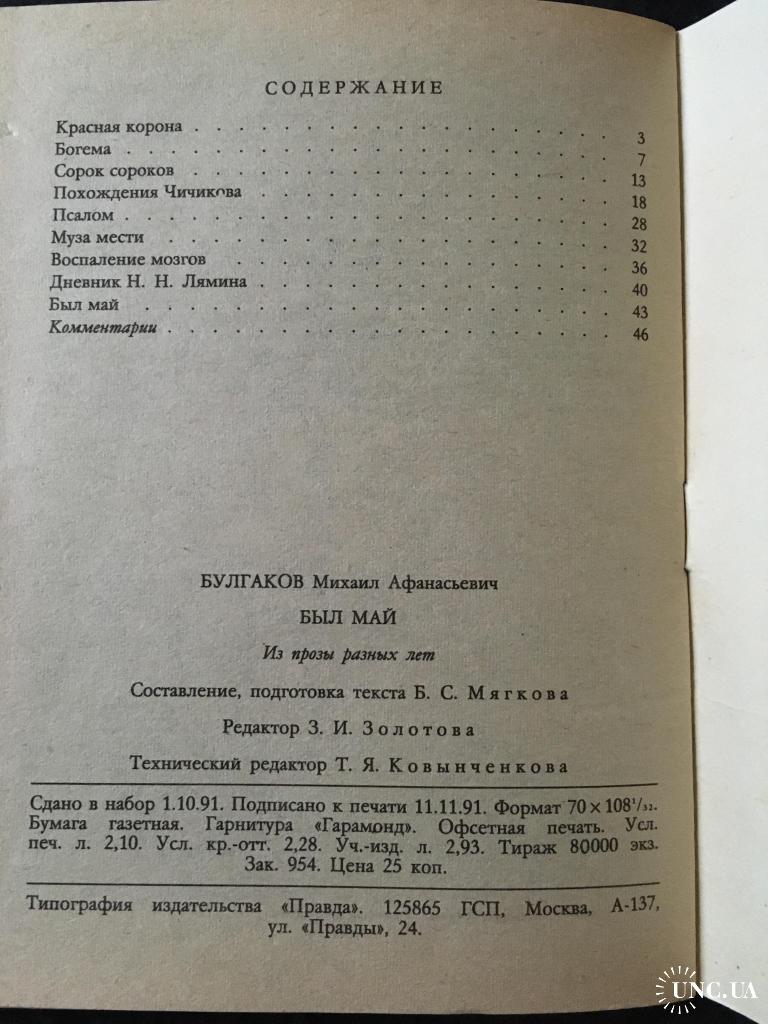 СОДЕРЖАНИЕ
Красная корона . . . . . . . . . . . . . . . . . . 3
Богема . . . . . . . . . . . . . . . . . . . . . 7
Сорок сороков . . . . . . . . . . . . . . . . . . 13
Похождения Чичикова . . . . . . . . . . . . . . . 18
Псалом . . . . . . . . . . . . . . . . . . . . . 28
Муза мести . . . . . . . . . . . . . . . . . . . 32
Воспаление мозгов . . . . . . . . . . . . . . . . 36
Дневник Н. Н. Лямина . . . . . . . . . . . . . . . 40
Был май . . . . . . . . . . . . . . . . . . . . 43
Комментарии . . . . . . . . . . . . . . . . . . . 46
БУЛГАКОВ Михаил Афанасьевич
БЫЛ МАЙ
Из прозы разных лет
Составление, подготовка текста Б. С. Мягкова
Редактор З. И. Золотова
Технический редактор Т. Я. Ковынченкова
Сдано в набор 1.10.91. Подписано к печати 11.11.91. Формат 70×108¹/₃₂.
Бумага газетная. Гарнитура «Гарамонд». Офсетная печать. Усл.
печ. л. 2,10. Усл. кр.-отт. 2,28. Уч.-изд. л. 2,93. Тираж 80000 экз.
Зак. 954. Цена 25 коп.
Типография издательства «Правда». 125865 ГСП, Москва, А-137,
ул. «Правды», 24.
UNC.UA